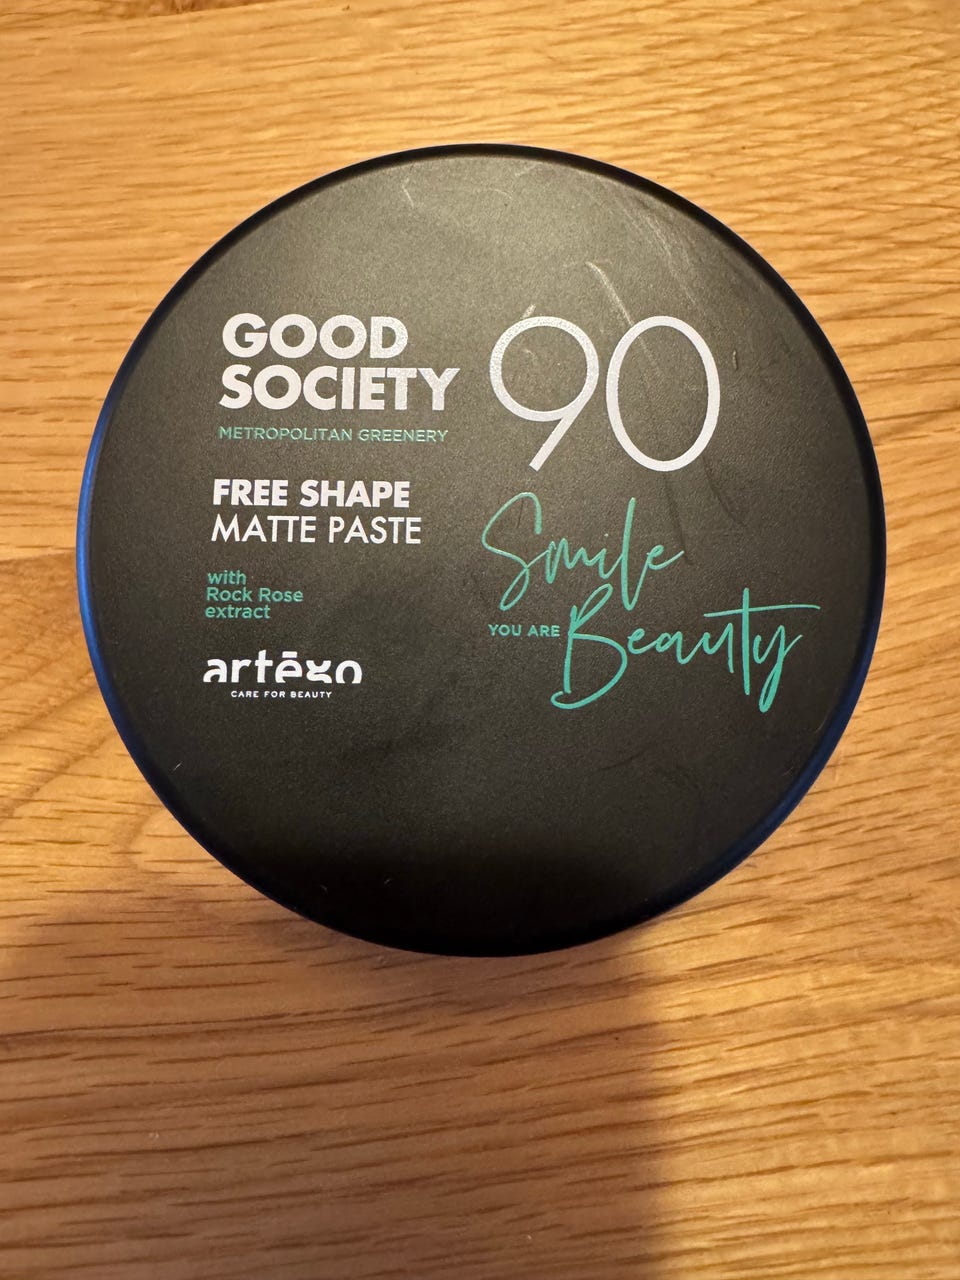 GOOD
SOCIETY
METROPOLITAN GREENERY
90
FREE SHAPE
MATTE PASTE
with
Rock Rose
extract
artēgo
CARE FOR BEAUTY
Smile
YOU ARE Beauty